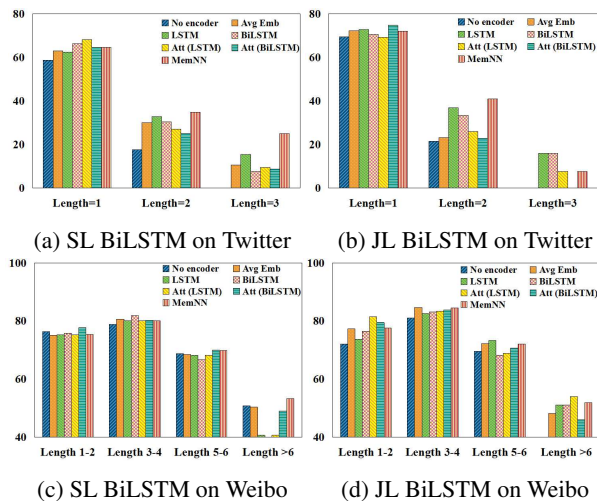 80
60
40
20
0
No encoder
Avg Emb
LSTM
BiLSTM
Att (LSTM)
Att (BiLSTM)
MemNN
Length=1 Length=2 Length=3
(a) SL BiLSTM on Twitter
80
60
40
20
0
No encoder
Avg Emb
LSTM
BiLSTM
Att (LSTM)
Att (BiLSTM)
MemNN
Length=1 Length=2 Length=3
(b) JL BiLSTM on Twitter
100
80
60
40
No encoder
Avg Emb
LSTM
BiLSTM
Att (LSTM)
Att (BiLSTM)
MemNN
Length 1-2 Length 3-4 Length 5-6 Length >6
(c) SL BiLSTM on Weibo
100
80
60
40
No encoder
Avg Emb
LSTM
BiLSTM
Att (LSTM)
Att (BiLSTM)
MemNN
Length 1-2 Length 3-4 Length 5-6 Length >6
(d) JL BiLSTM on Weibo